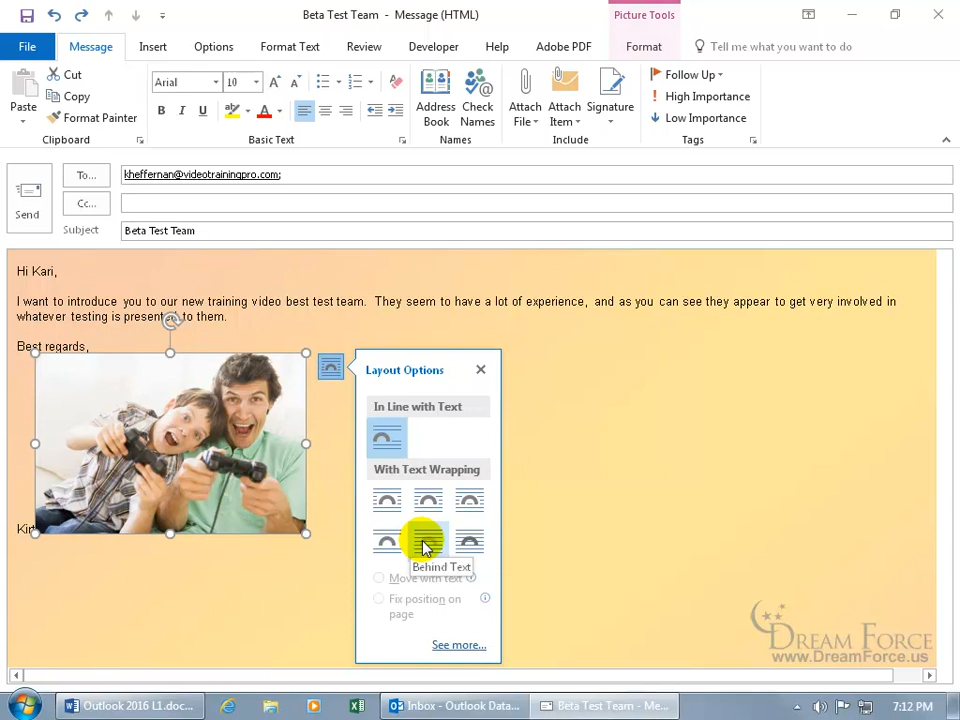 Beta Test Team - Message (HTML)
Picture Tools
File
Message
Insert
Options
Format Text
Review
Developer
Help
Adobe PDF
Format
Tell me what you want to do
Paste
Cut
Copy
Format Painter
Clipboard
Arial
10
B I U
A
Basic Text
Address Book
Check Names
Names
Attach File
Attach Item
Signature
Include
Follow Up
High Importance
Low Importance
Tags
Send
To...
kheffernan@videotrainingpro.com;
Cc...
Subject
Beta Test Team
Hi Kari,
I want to introduce you to our new training video best test team. They seem to have a lot of experience, and as you can see they appear to get very involved in
whatever testing is presented to them.
Best regards,
Layout Options
In Line with Text
With Text Wrapping
Behind Text
Move with text
Fix position on
page
See more...
DREAM FORCE
www.DreamForce.us
Outlook 2016 L1.doc...
Inbox - Outlook Data...
Beta Test Team - Me...
7:12 PM